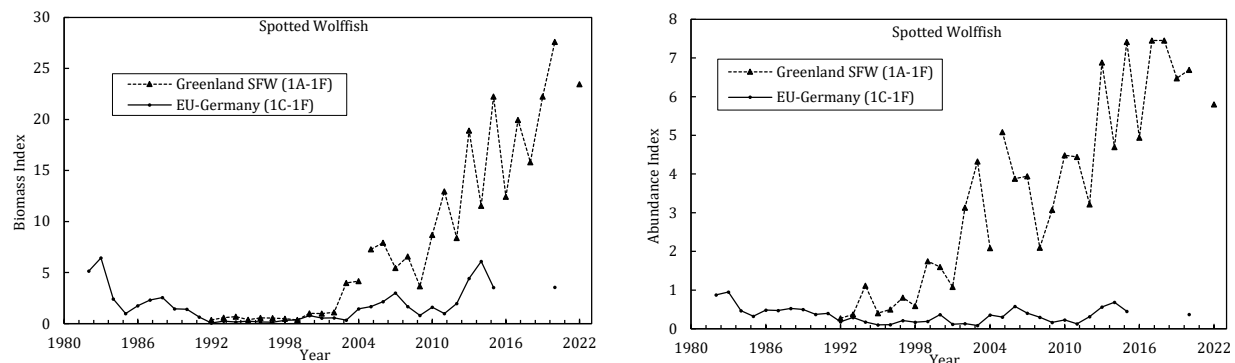 Spotted Wolffish
Greenland SFW (1A-1F)
EU-Germany (1C-1F)
Biomass Index
30
25
20
15
10
5
0
1980 1986 1992 1998 2004 2010 2016 2022
Year
Spotted Wolffish
Greenland SFW (1A-1F)
EU-Germany (1C-1F)
Abundance Index
8
7
6
5
4
3
2
1
0
1980 1986 1992 1998 2004 2010 2016 2022
Year